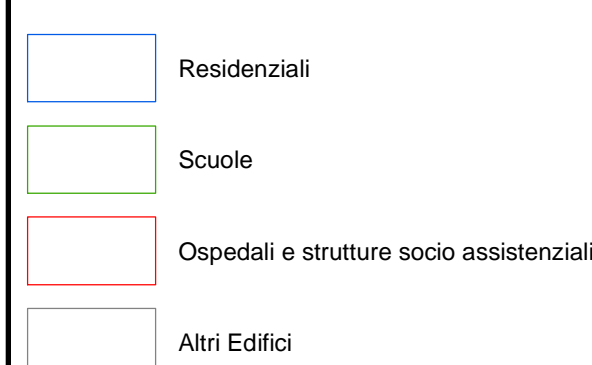 Residenziali
Scuole
Ospedali e strutture socio assistenziali
Altri Edifici